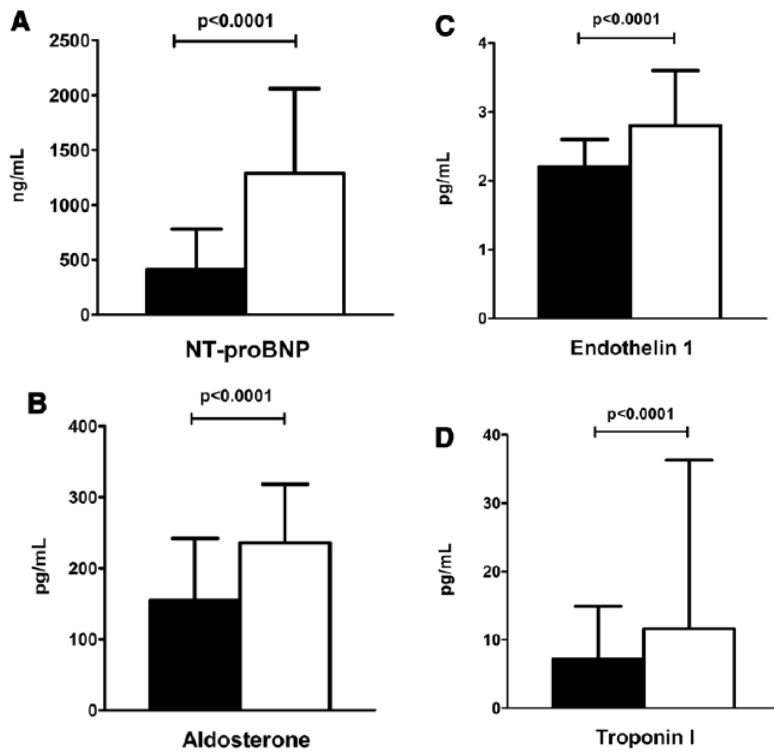 A
p<0.0001
2500
2000
1500
1000
500
0
ng/mL
NT-proBNP
C
p<0.0001
4
3
2
1
0
pg/mL
Endothelin 1
B
p<0.0001
400
300
200
100
0
pg/mL
Aldosterone
D
p<0.0001
40
30
20
10
0
pg/mL
Troponin I